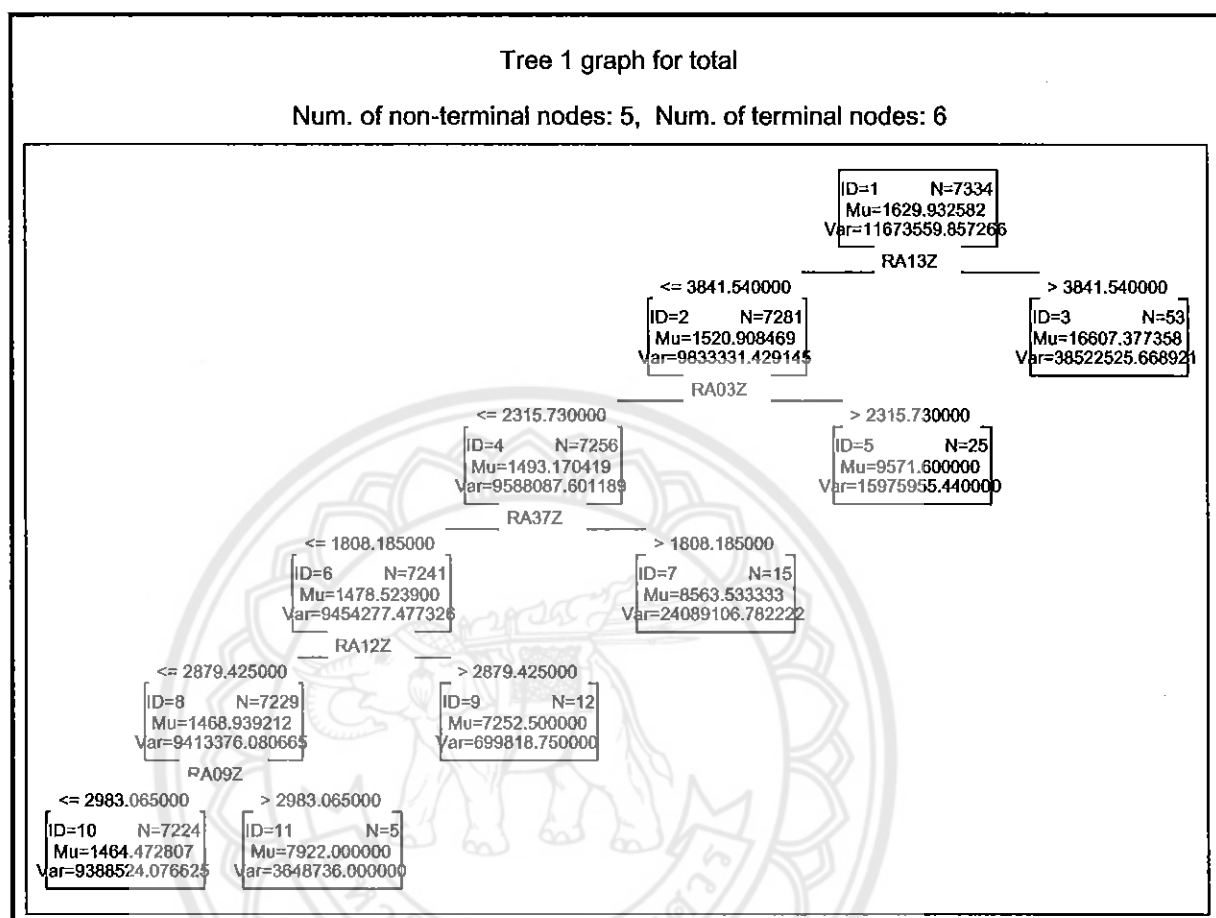 Tree 1 graph for total
Num. of non-terminal nodes: 5, Num. of terminal nodes: 6
ID=1 N=7334
Mu=1629.932582
Var=11673559.857266
RA13Z
<= 3841.540000 > 3841.540000
ID=2 N=7281 ID=3 N=53
Mu=1520.908469 Mu=16607.377358
Var=9833331.429145 Var=38522525.668921
RA03Z
<= 2315.730000 > 2315.730000
ID=4 N=7256 ID=5 N=25
Mu=1493.170419 Mu=9571.600000
Var=9588087.601189 Var=15975955.440000
RA37Z
<= 1808.185000 > 1808.185000
ID=6 N=7241 ID=7 N=15
Mu=1478.523900 Mu=8563.533333
Var=9454277.477326 Var=24089106.782222
RA12Z
<= 2879.425000 > 2879.425000
ID=8 N=7229 ID=9 N=12
Mu=1468.939212 Mu=7252.500000
Var=9413376.080665 Var=699818.750000
RA09Z
<= 2983.065000 > 2983.065000
ID=10 N=7224 ID=11 N=5
Mu=1464.472807 Mu=7922.000000
Var=9388524.076625 Var=3648736.000000